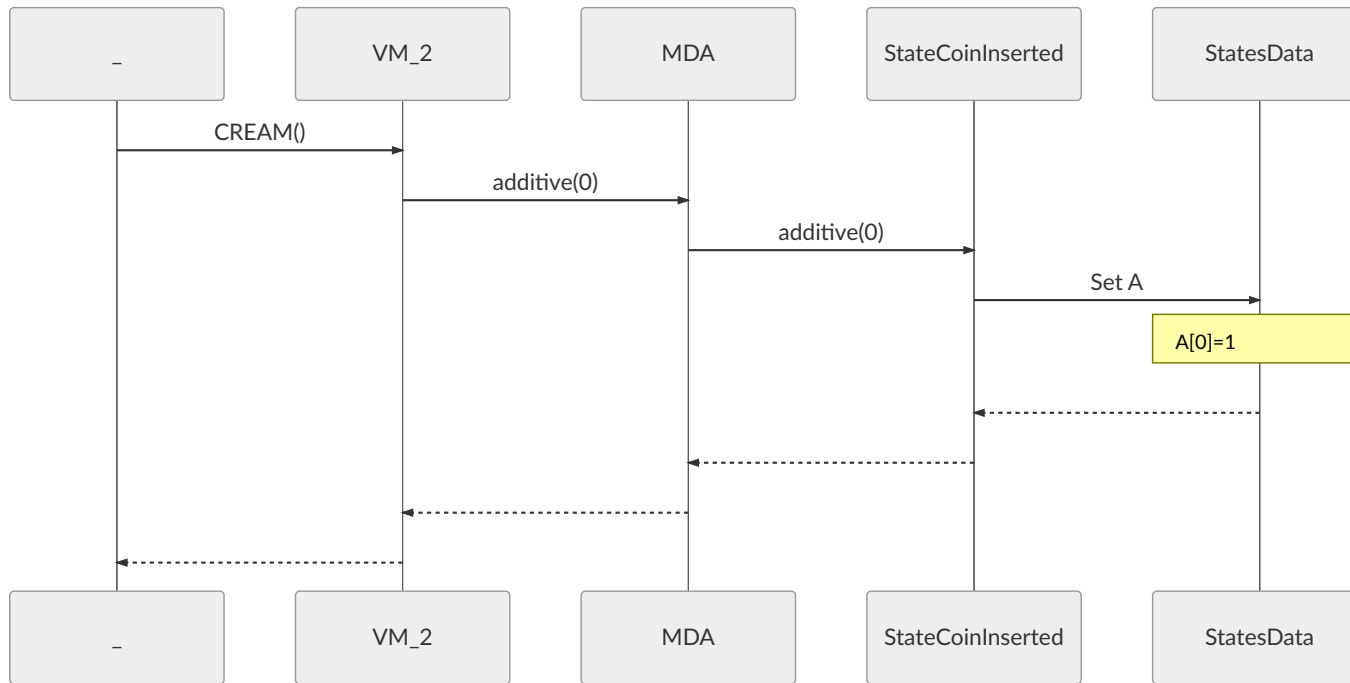 _
VM_2
MDA
StateCoinInserted
StatesData
CREAM()
additive(0)
additive(0)
Set A
A[0]=1
_
VM_2
MDA
StateCoinInserted
StatesData